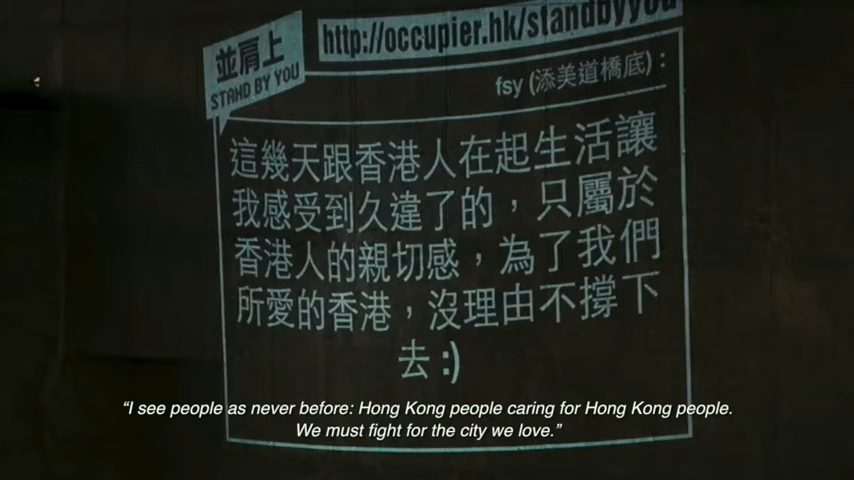 並肩上
STAND BY YOU
http://occupier.hk/standbyyou
fsy (添美道橋底) :
這幾天跟香港人在起生活讓
我感受到久違了的，只屬於
香港人的親切感，為了我們
所愛的香港，沒理由不撐下
去:)
“I see people as never before: Hong Kong people caring for Hong Kong people.
We must fight for the city we love.”